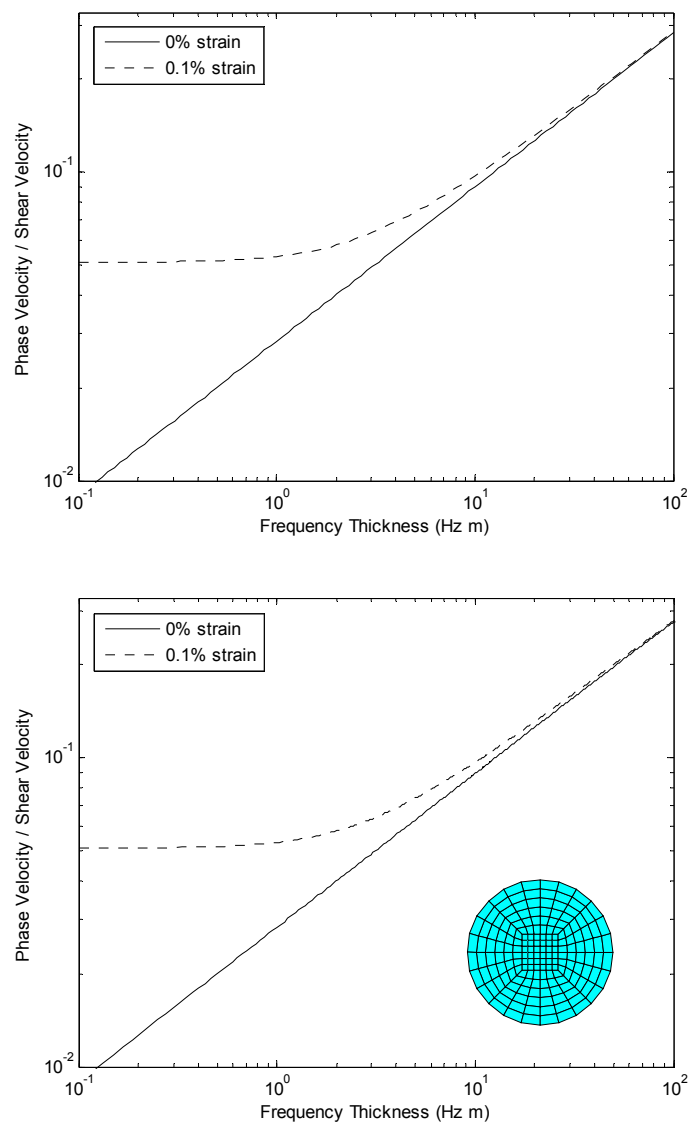 0% strain
0.1% strain
Phase Velocity / Shear Velocity
10^-1
10^-2
10^-1
10^0
10^1
10^2
Frequency Thickness (Hz m)
0% strain
0.1% strain
Phase Velocity / Shear Velocity
10^-1
10^-2
10^-1
10^0
10^1
10^2
Frequency Thickness (Hz m)